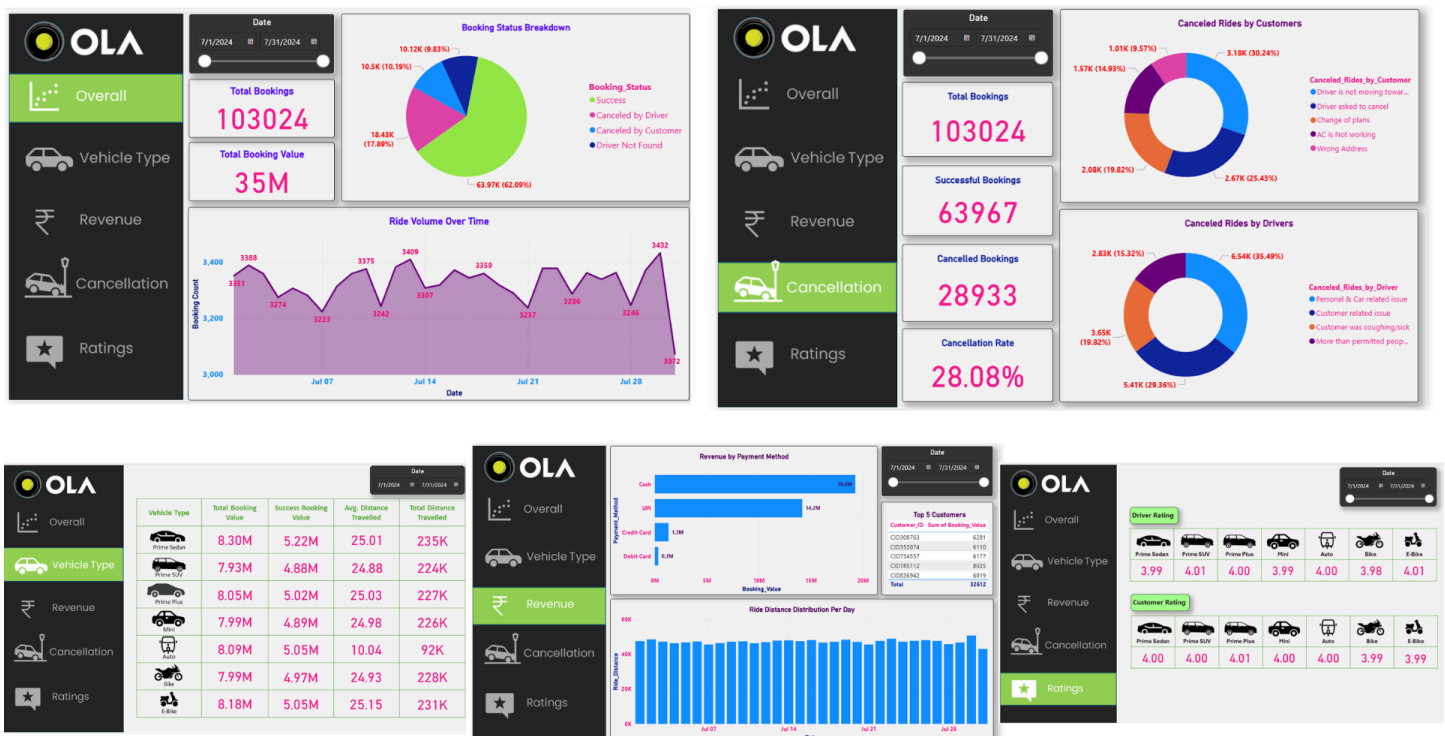 OLA
Overall
Vehicle Type
Revenue
Cancellation
Ratings
Date
7/1/2024 7/31/2024
Total Bookings
103024
Total Booking Value
35M
Booking Status Breakdown
10.12K (9.83%)
10.5K (10.19%)
18.43K
(17.89%)
63.97K (62.09%)
Booking_Status
Success
Canceled by Driver
Canceled by Customer
Driver Not Found
Ride Volume Over Time
Booking Count
3,400
3,200
3,000
3351
3388
3274
3223
3375
3242
3409
3307
3359
3237
3286
3246
3432
3072
Jul 07 Jul 14 Jul 21 Jul 28
Date
OLA
Overall
Vehicle Type
Revenue
Cancellation
Ratings
Date
7/1/2024 7/31/2024
Total Bookings
103024
Successful Bookings
63967
Cancelled Bookings
28933
Cancellation Rate
28.08%
Canceled Rides by Customers
1.01K (9.57%)
3.18K (30.24%)
1.57K (14.93%)
2.08K (19.82%)
2.67K (25.43%)
Canceled_Rides_by_Customer
Driver is not moving towar...
Driver asked to cancel
Change of plans
AC is Not working
Wrong Address
Canceled Rides by Drivers
2.83K (15.32%)
6.54K (35.49%)
3.65K
(19.82%)
5.41K (29.36%)
Canceled_Rides_by_Driver
Personal & Car related issue
Customer related issue
Customer was coughing/sick
More than permitted peop...
OLA
Overall
Vehicle Type
Revenue
Cancellation
Ratings
Date
7/1/2024 7/31/2024
Vehicle Type Total Booking Value Success Booking Value Avg. Distance Travelled Total Distance Travelled
Prime Sedan 8.30M 5.22M 25.01 235K
Prime SUV 7.93M 4.88M 24.88 224K
Prime Plus 8.05M 5.02M 25.03 227K
Mini 7.99M 4.89M 24.98 226K
Auto 8.09M 5.05M 10.04 92K
Bike 7.99M 4.97M 24.93 228K
E-Bike 8.18M 5.05M 25.15 231K
OLA
Overall
Vehicle Type
Revenue
Cancellation
Ratings
Revenue by Payment Method
Payment_Method
Cash
UPI 14.2M
Credit Card
Debit Card 0.3M
0M 5M 10M 15M 20M
Booking_Value
Date
7/1/2024 7/31/2024
Top 5 Customers
Customer_ID Sum of Booking_Value
CID308763 6281
CID353074 6110
CID734557 6177
CID785112 8025
CID836942 6019
Total 32612
Ride Distance Distribution Per Day
Ride_Distance
60K
40K
20K
0K
Jul 07 Jul 14 Jul 21 Jul 28
OLA
Overall
Vehicle Type
Revenue
Cancellation
Ratings
Date
7/1/2024 7/31/2024
Driver Rating
Prime Sedan Prime SUV Prime Plus Mini Auto Bike E-Bike
3.99 4.01 4.00 3.99 4.00 3.98 4.01
Customer Rating
Prime Sedan Prime SUV Prime Plus Mini Auto Bike E-Bike
4.00 4.00 4.01 4.00 4.00 3.99 3.99